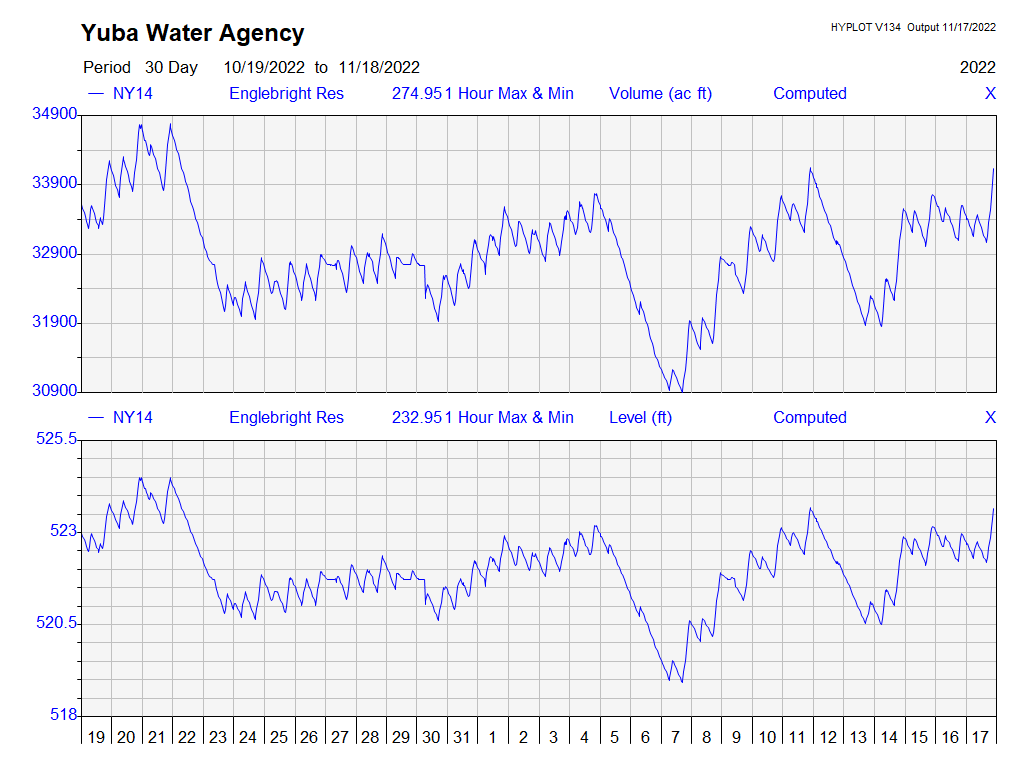 Yuba Water Agency
HYPLOT V134 Output 11/17/2022
Period 30 Day 10/19/2022 to 11/18/2022 2022
NY14 Englebright Res 274.951 Hour Max & Min Volume (ac ft) Computed X
34900
33900
32900
31900
30900
NY14 Englebright Res 232.951 Hour Max & Min Level (ft) Computed X
525.5
523
520.5
518
19 20 21 22 23 24 25 26 27 28 29 30 31 1 2 3 4 5 6 7 8 9 10 11 12 13 14 15 16 17